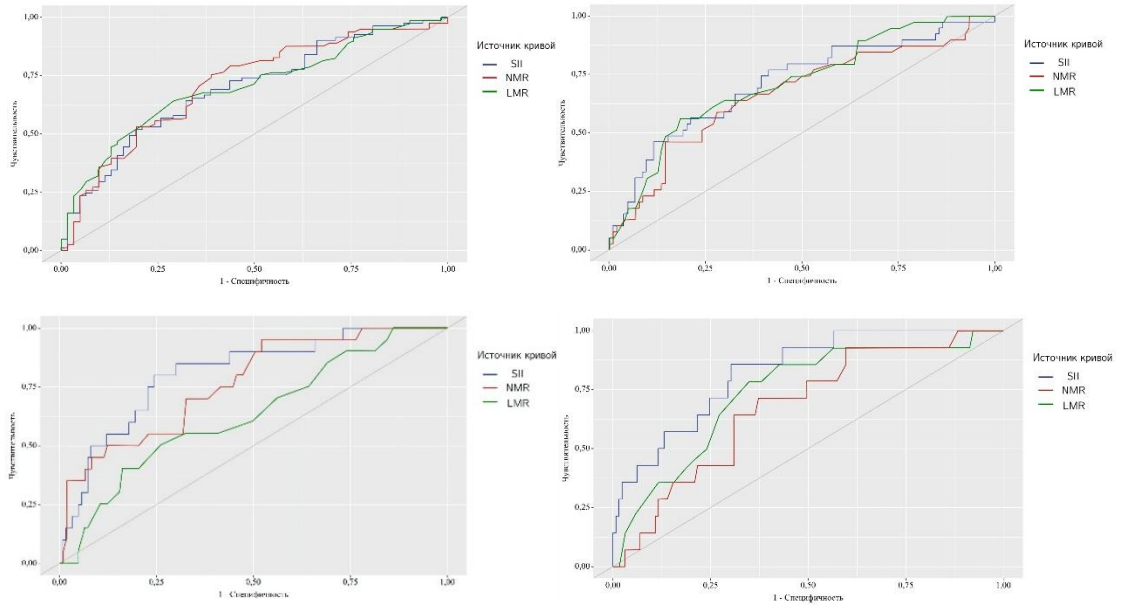 1,00
0,75
0,50
0,25
0,00
Чувствительность
0,00 0,25 0,50 0,75 1,00
1 - Специфичность
Источник кривой
SII
NMR
LMR
1,00
0,75
0,50
0,25
0,00
Чувствительность
0,00 0,25 0,50 0,75 1,00
1 - Специфичность
Источник кривой
SII
NMR
LMR
1,00
0,75
0,50
0,25
0,00
Чувствительность
0,00 0,25 0,50 0,75 1,00
1 - Специфичность
Источник кривой
SII
NMR
LMR
1,00
0,75
0,50
0,25
0,00
Чувствительность
0,00 0,25 0,50 0,75 1,00
1 - Специфичность
Источник кривой
SII
NMR
LMR